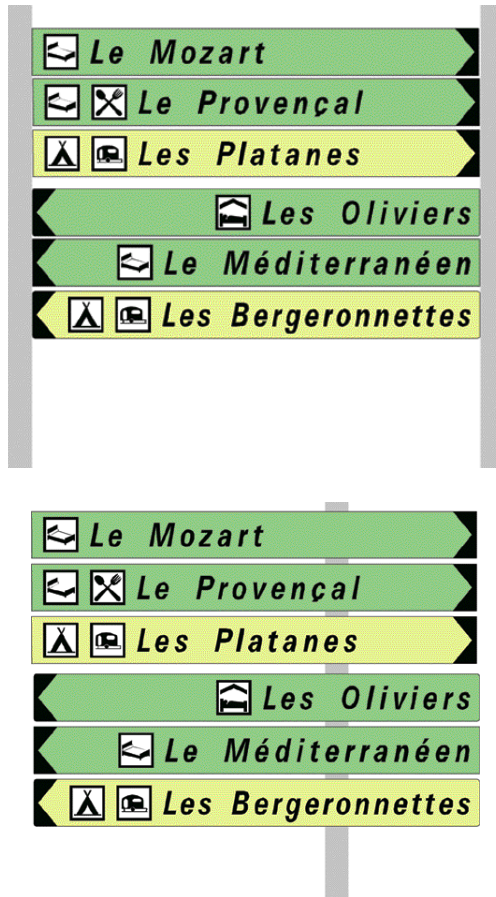 Le Mozart
Le Provençal
Les Platanes
Les Oliviers
Le Méditerranéen
Les Bergeronnettes
Le Mozart
Le Provençal
Les Platanes
Les Oliviers
Le Méditerranéen
Les Bergeronnettes